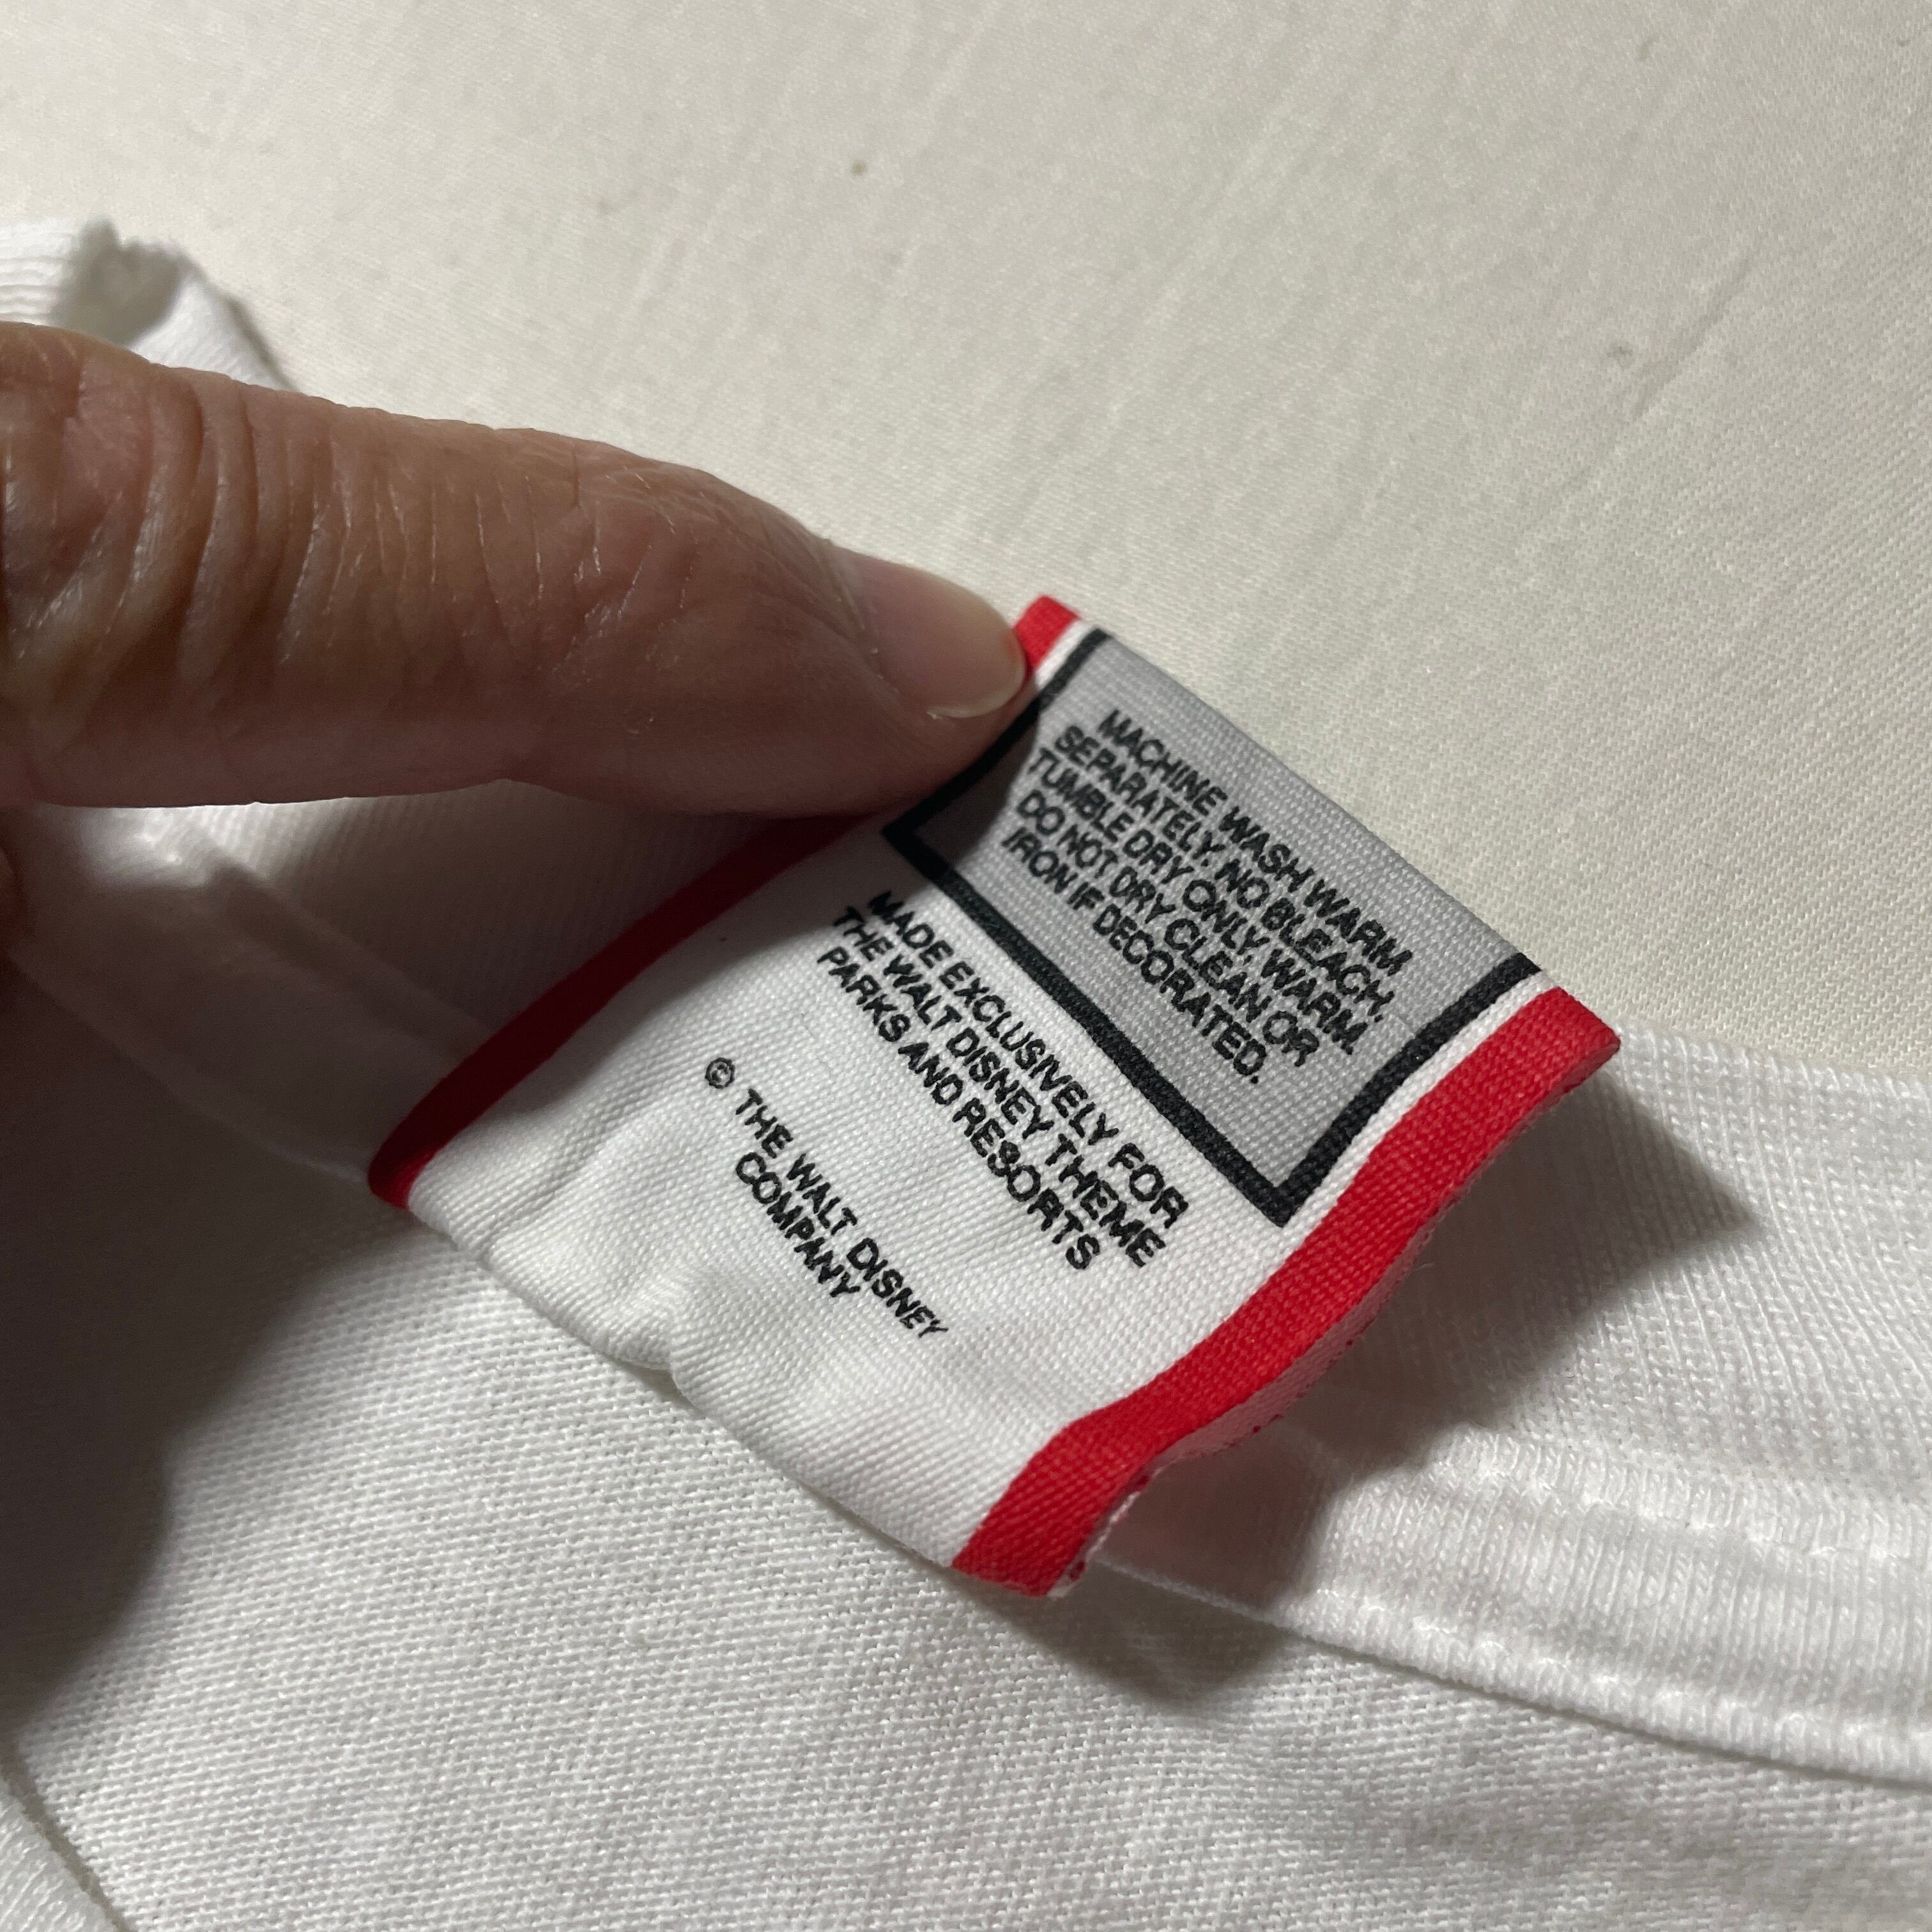 MACHINE WASH WARM
SEPARATELY. NO BLEACH,
TUMBLE DRY ONLY, WARM.
DO NOT DRY CLEAN OR
IRON IF DECORATED.
MADE EXCLUSIVELY FOR
THE WALT DISNEY THEME
PARKS AND RESORTS
© THE WALT DISNEY
COMPANY